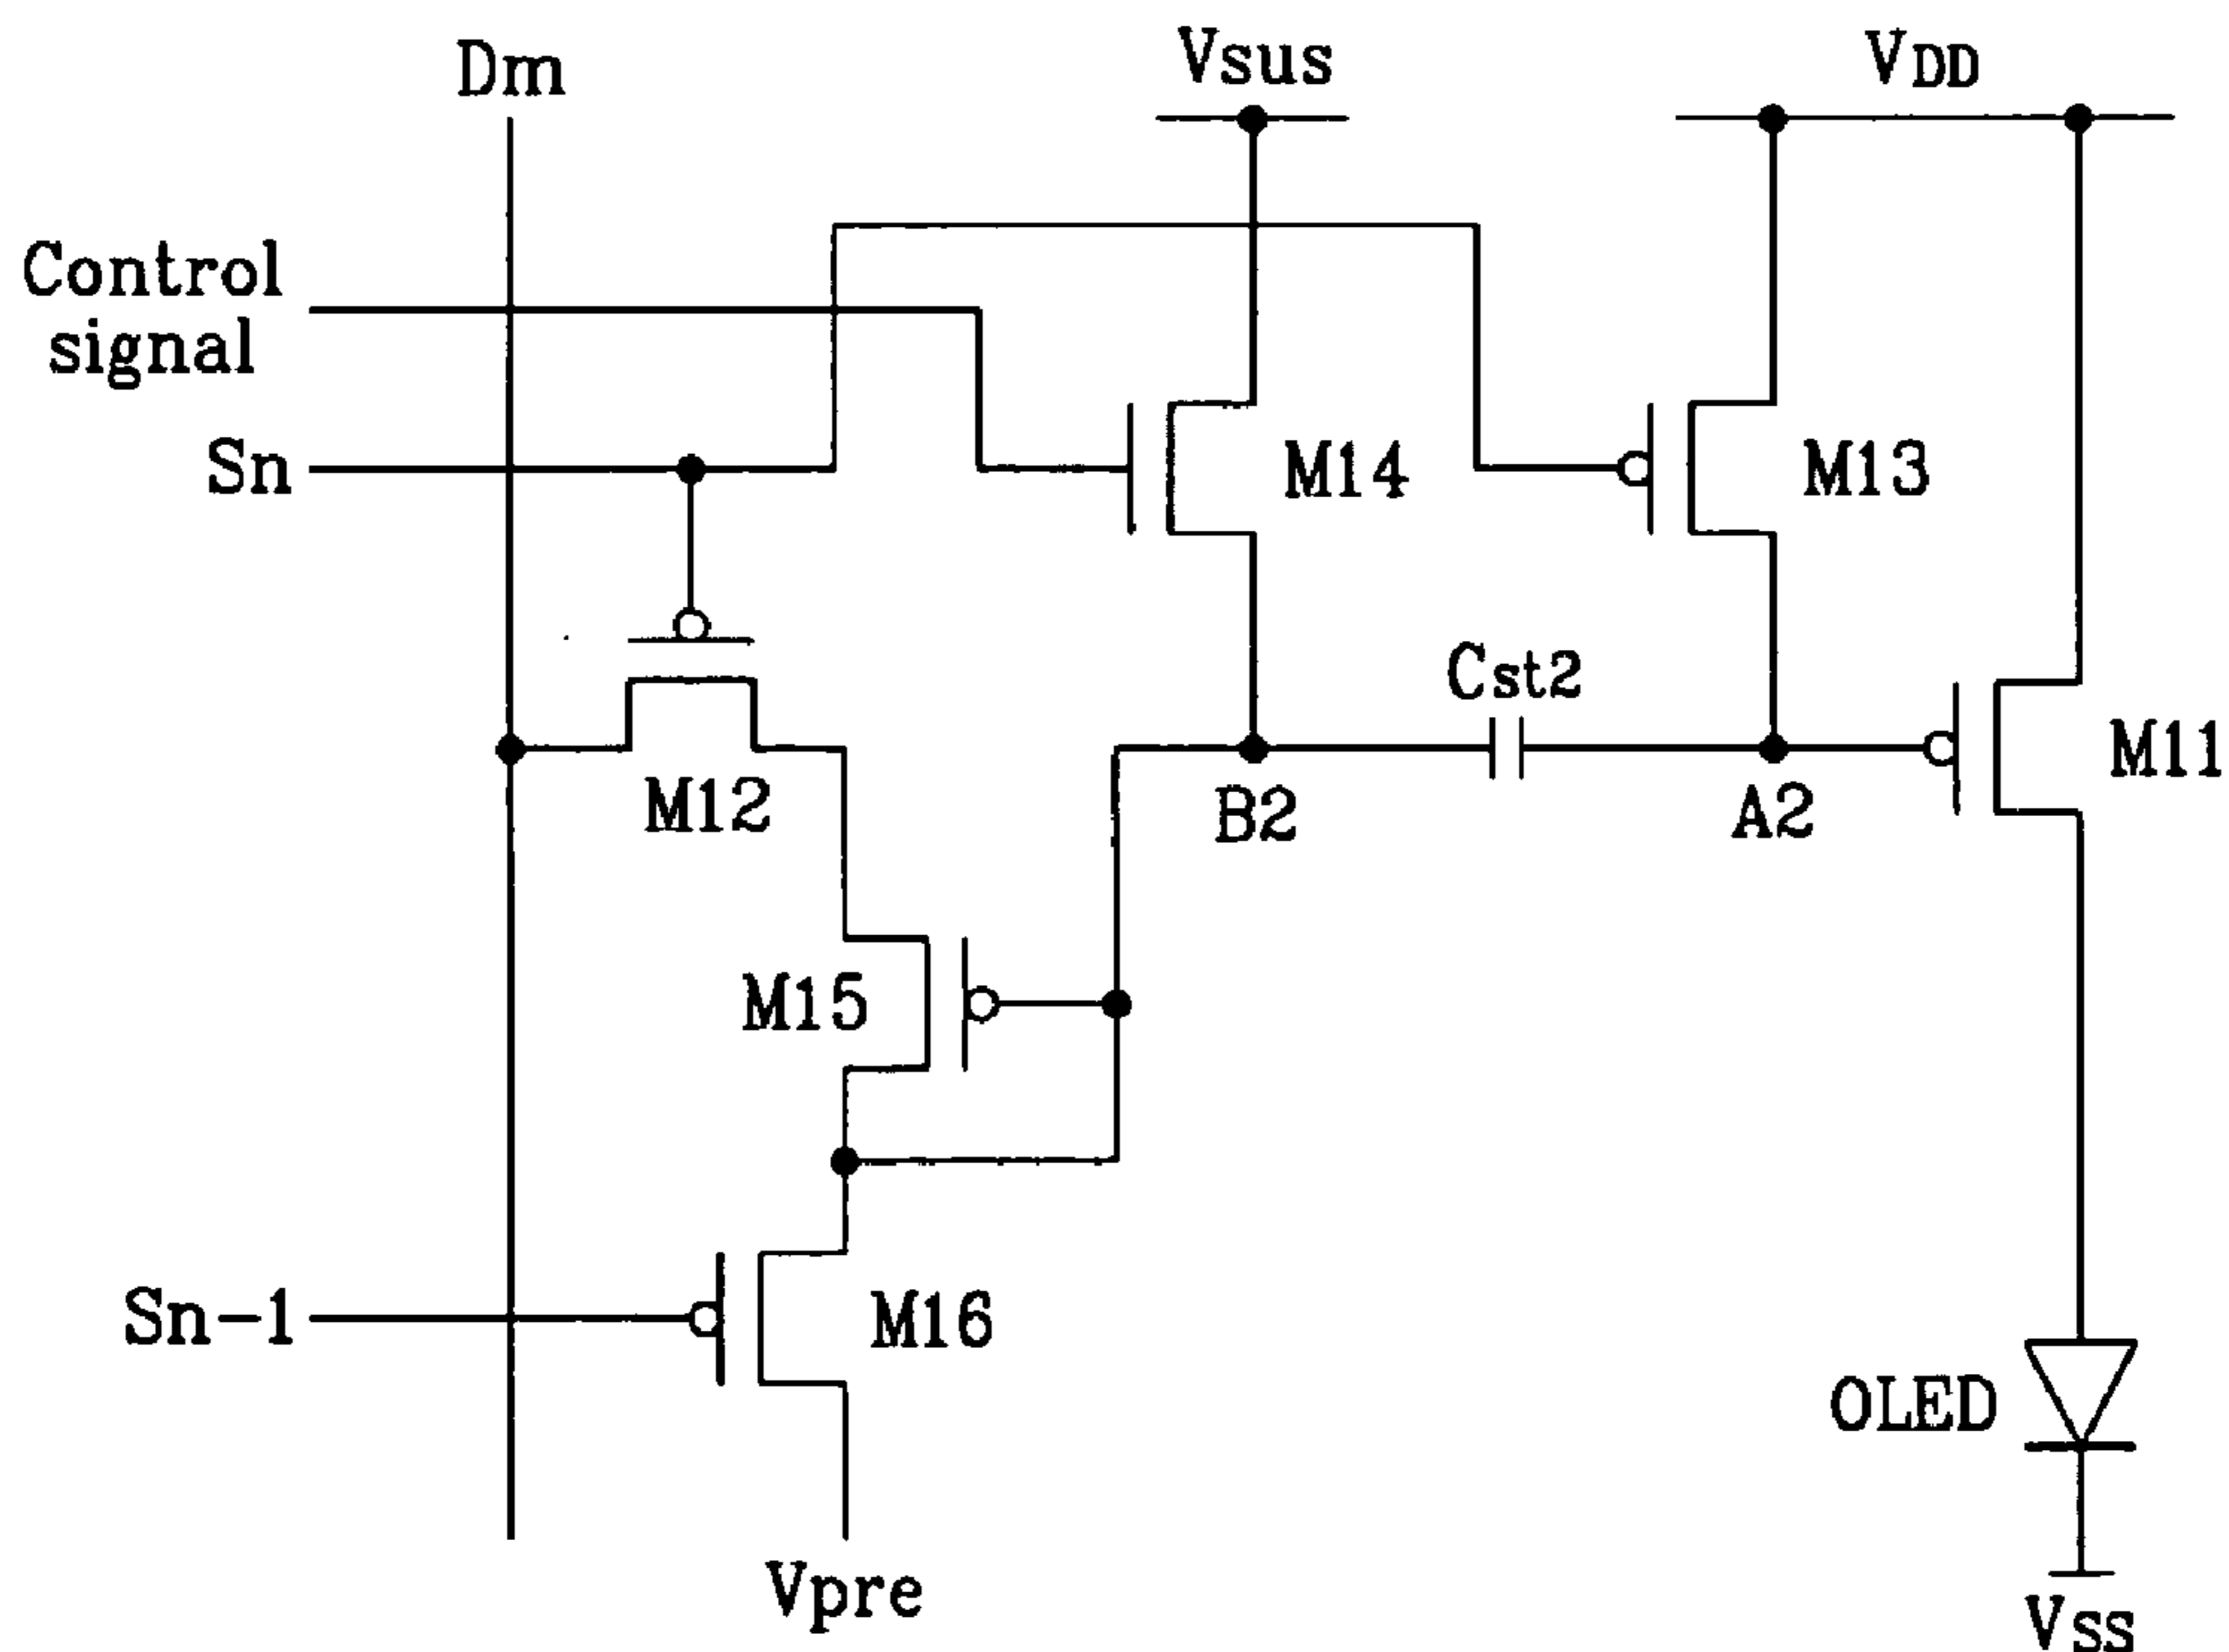 Dm
Vsus
VDD
Control
signal
Sn
M14
M13
Cst2
M11
M12
B2
A2
M15
Sn-1
M16
OLED
Vpre
Vss